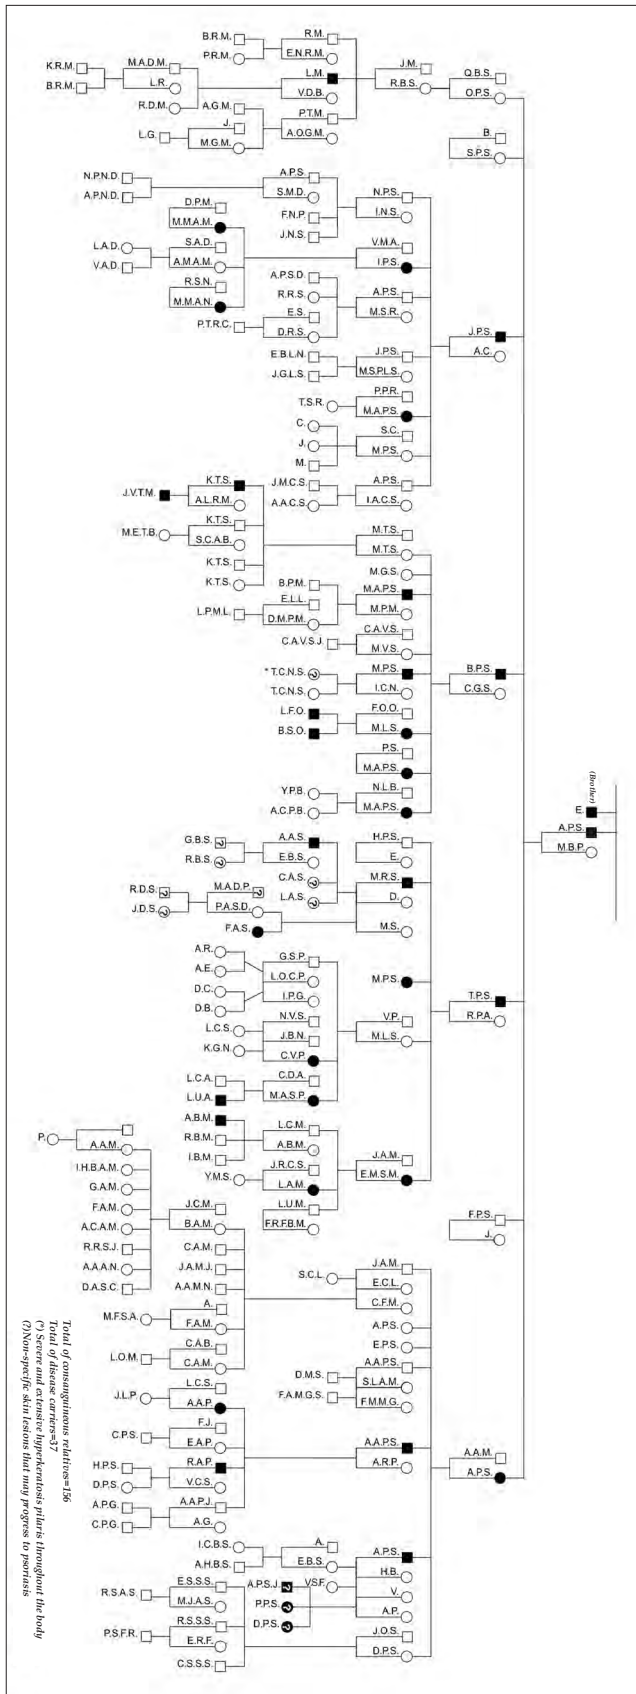 B.R.M.
P.R.M.
R.M.
E.N.R.M.
K.R.M.
B.R.M.
M.A.D.M.
L.R.
R.D.M.
L.M.
V.D.B.
J.M.
R.B.S.
Q.B.S.
O.P.S.
A.G.M.
P.T.M.
A.O.G.M.
L.G.
J.
M.G.M.
B.
S.P.S.
N.P.N.D.
A.P.N.D.
A.P.S.
S.M.D.
F.N.P.
J.N.S.
N.P.S.
I.N.S.
D.P.M.
M.M.A.M.
L.A.D.
V.A.D.
S.A.D.
A.M.A.M.
R.S.N.
M.M.A.N.
V.M.A.
I.P.S.
A.P.S.D.
R.R.S.
E.S.
D.R.S.
P.T.R.C.
A.P.S.
M.S.R.
J.P.S.
A.C.
E.B.L.N.
J.G.L.S.
J.P.S.
M.S.P.L.S.
T.S.R.
P.P.R.
M.A.P.S.
C.
J.
M.
S.C.
M.P.S.
J.M.C.S.
A.A.C.S.
A.P.S.
I.A.C.S.
J.V.T.M.
K.T.S.
A.L.R.M.
M.E.T.B.
K.T.S.
S.C.A.B.
K.T.S.
K.T.S.
M.T.S.
M.T.S.
M.G.S.
B.P.M.
E.L.L.
D.M.P.M.
L.P.M.L.
M.A.P.S.
M.P.M.
C.A.V.S.J.
C.A.V.S.
M.V.S.
* T.C.N.S.
T.C.N.S.
M.P.S.
I.C.N.
B.P.S.
C.G.S.
L.F.O.
B.S.O.
F.O.O.
M.L.S.
P.S.
M.A.P.S.
Y.P.B.
A.C.P.B.
N.L.B.
M.A.P.S.
(Brother)
E.
A.P.S.
M.B.P.
G.B.S.
R.B.S.
A.A.S.
E.B.S.
C.A.S.
L.A.S.
H.P.S.
E.
M.R.S.
D.
M.S.
R.D.S.
J.D.S.
M.A.D.P.
P.A.S.D.
F.A.S.
A.R.
A.E.
D.C.
D.B.
G.S.P.
L.O.C.P.
I.P.G.
M.P.S.
T.P.S.
R.P.A.
L.C.S.
K.G.N
N.V.S.
J.B.N.
C.V.P.
V.P.
M.L.S.
L.C.A.
L.U.A.
C.D.A.
M.A.S.P.
A.B.M.
R.B.M.
I.B.M.
L.C.M.
A.B.M.
Y.M.S.
J.R.C.S.
L.A.M.
L.U.M.
F.R.F.B.M.
J.A.M.
E.M.S.M.
P.
A.A.M.
I.H.B.A.M.
G.A.M.
F.A.M.
A.C.A.M.
R.R.S.J.
A.A.A.N.
D.A.S.C.
J.C.M.
B.A.M.
C.A.M.
J.A.M.J.
A.A.M.N.
F.P.S.
J.
S.C.L.
J.A.M.
E.C.L.
C.F.M.
A.P.S.
E.P.S.
M.F.S.A.
A.
F.A.M.
L.O.M.
C.A.B.
C.A.M.
D.M.S.
F.A.M.G.S.
A.A.P.S.
S.L.A.M.
F.M.M.G.
J.L.P.
L.C.S.
A.A.P.
C.P.S.
F.J.
E.A.P.
H.P.S.
D.P.S.
R.A.P.
V.C.S.
A.P.G.
C.P.G.
A.A.P.J.
A.G.
A.A.P.S.
A.R.P.
A.A.M.
A.P.S.
I.C.B.S.
A.H.B.S.
A.
E.B.S.
A.P.S.
H.B.
V.
A.P.
V.S.F.
A.P.S.J.
P.P.S.
D.P.S.
R.S.A.S.
E.S.S.S.
M.J.A.S.
P.S.F.R.
R.S.S.S.
E.R.F.
C.S.S.S.
J.O.S.
D.P.S.
Total of consanguineous relatives=156
Total of disease carriers=37
(*) Severe and extensive hyperkeratosis pilaris throughout the body
(?)Non-specific skin lesions that may progress to psoriasis